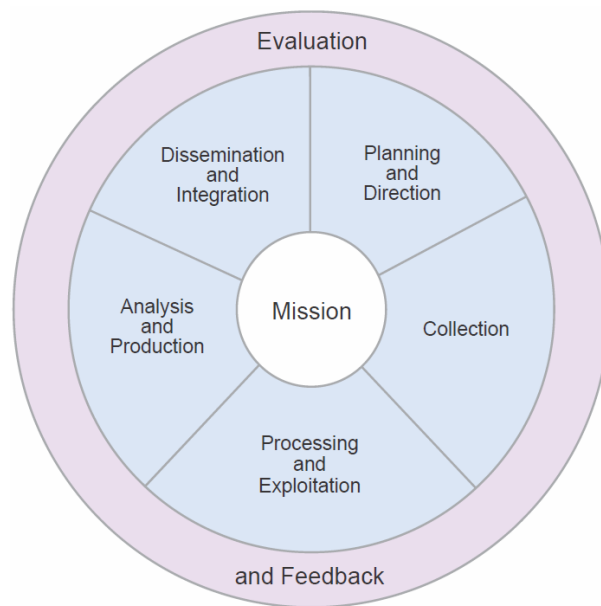 Evaluation
Dissemination
and
Integration
Planning
and
Direction
Analysis
and
Production
Mission
Collection
Processing
and
Exploitation
and Feedback